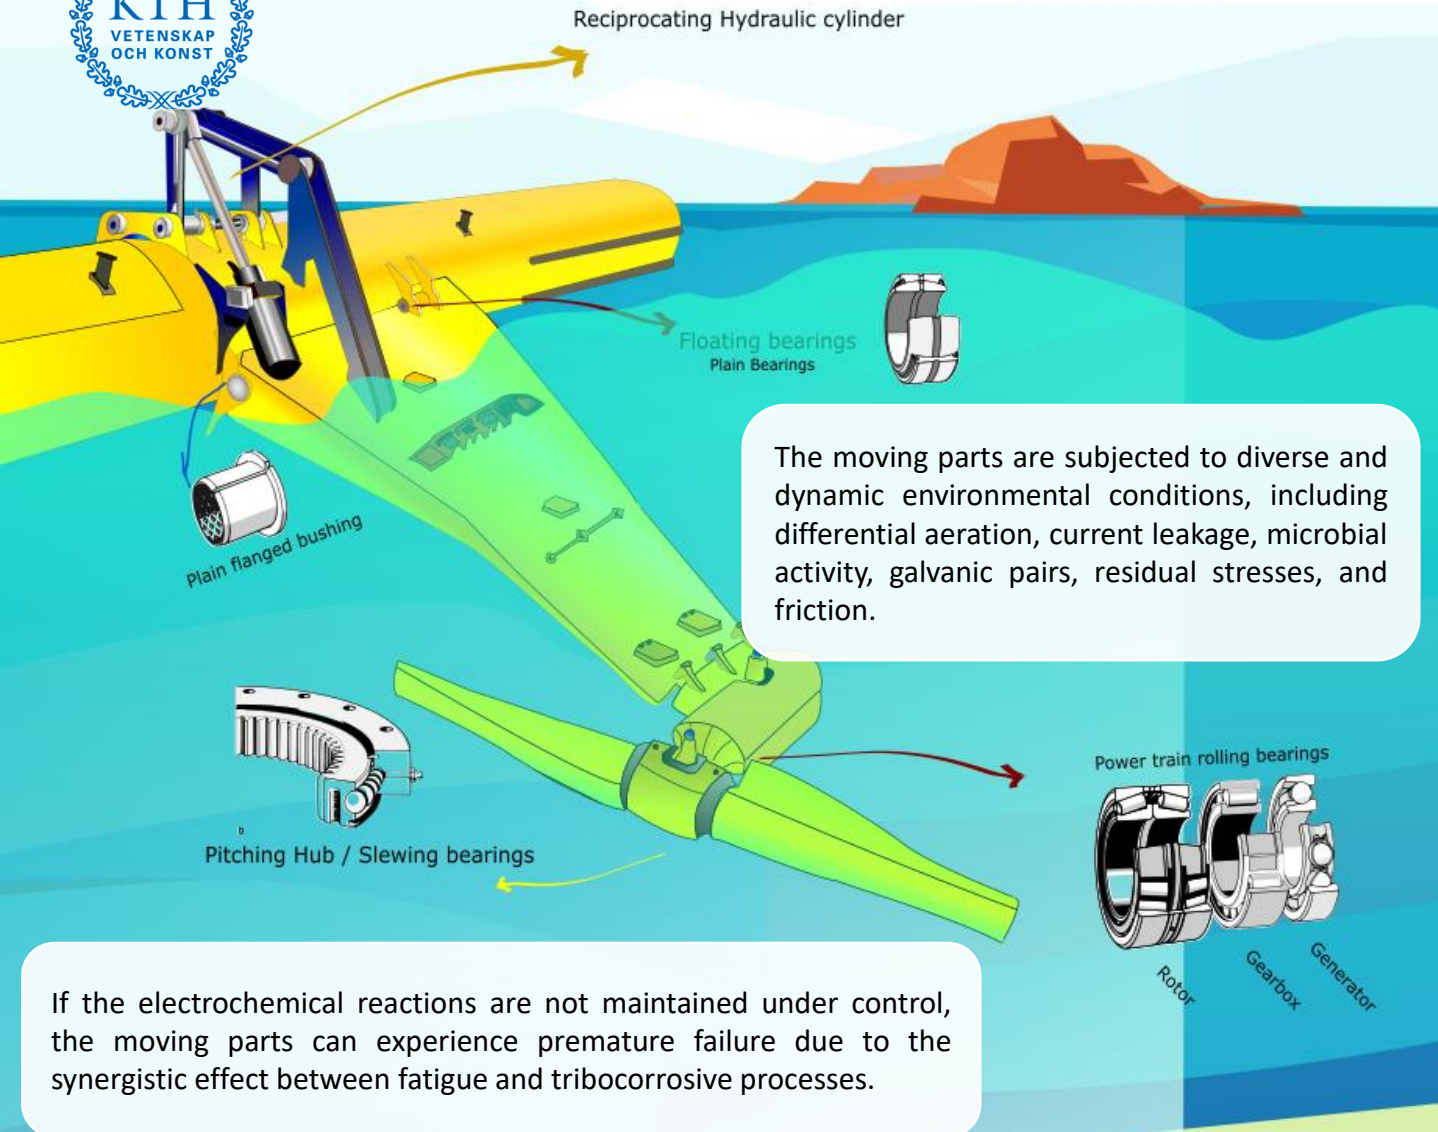 KTH
VETENSKAP
OCH KONST
Reciprocating Hydraulic cylinder
Floating bearings
Plain Bearings
The moving parts are subjected to diverse and
dynamic environmental conditions, including
differential aeration, current leakage, microbial
activity, galvanic pairs, residual stresses, and
friction.
Plain flanged bushing
Power train rolling bearings
b
Pitching Hub / Slewing bearings
Rotor
Gearbox
Generator
If the electrochemical reactions are not maintained under control,
the moving parts can experience premature failure due to the
synergistic effect between fatigue and tribocorrosive processes.